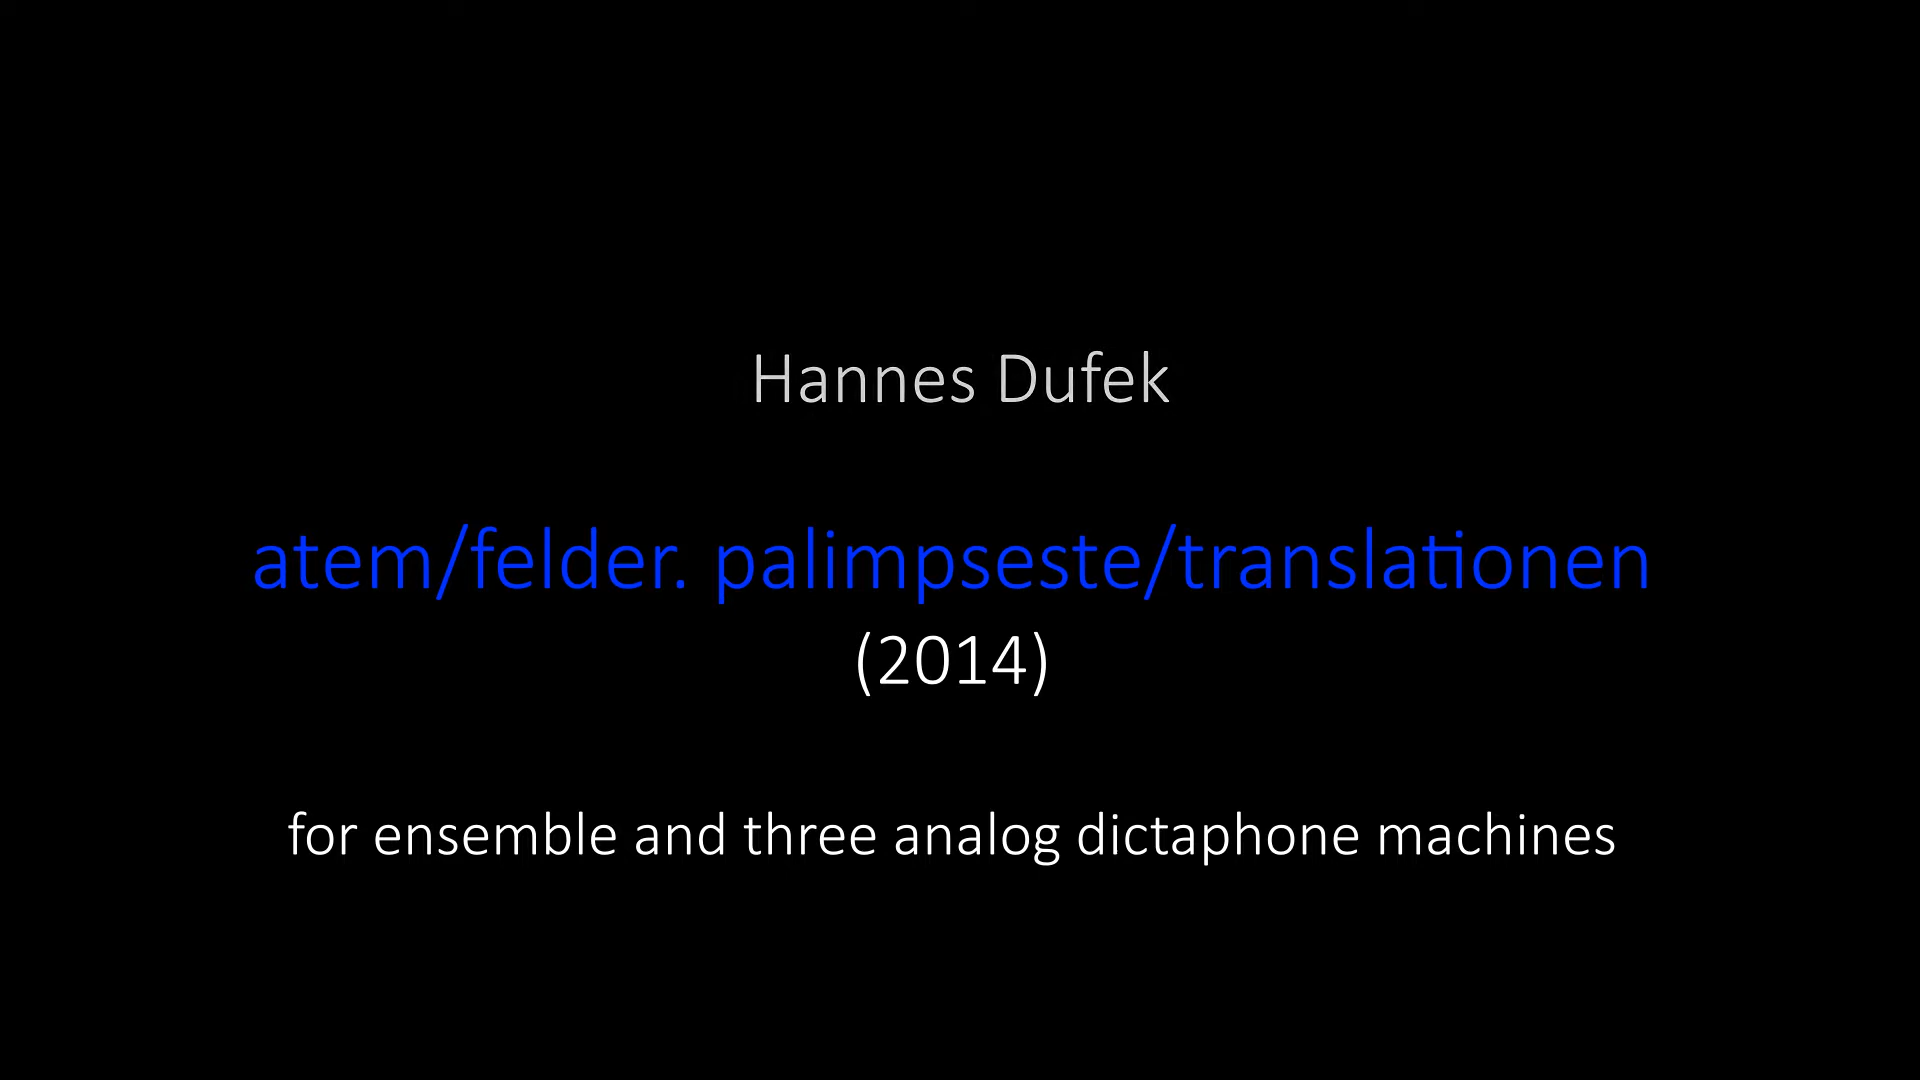 Hannes Dufek
atem/felder. palimpseste/translationen
(2014)
for ensemble and three analog dictaphone machines